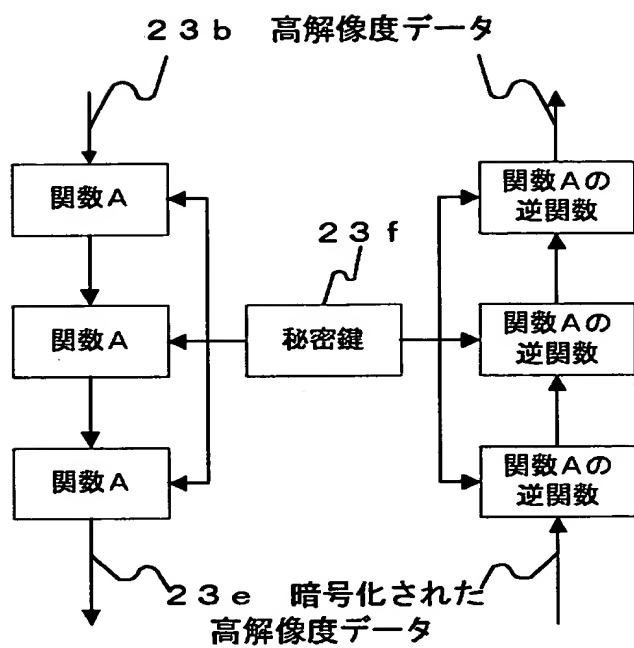 ２３ｂ 高解像度データ
関数Ａ
関数Ａの
逆関数
２３ｆ
関数Ａ
秘密鍵
関数Ａの
逆関数
関数Ａ
関数Ａの
逆関数
２３ｅ 暗号化された
高解像度データ